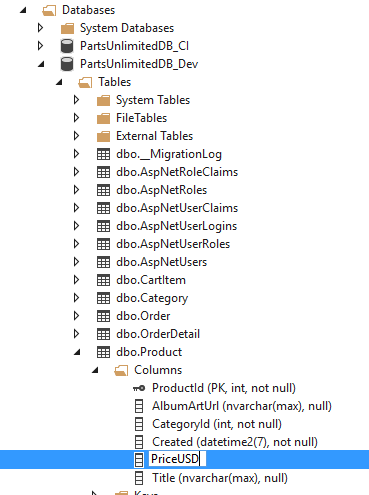 Databases
System Databases
PartsUnlimitedDB_CI
PartsUnlimitedDB_Dev
Tables
System Tables
FileTables
External Tables
dbo.__MigrationLog
dbo.AspNetRoleClaims
dbo.AspNetRoles
dbo.AspNetUserClaims
dbo.AspNetUserLogins
dbo.AspNetUserRoles
dbo.AspNetUsers
dbo.CartItem
dbo.Category
dbo.Order
dbo.OrderDetail
dbo.Product
Columns
ProductId (PK, int, not null)
AlbumArtUrl (nvarchar(max), null)
CategoryId (int, not null)
Created (datetime2(7), not null)
PriceUSD
Title (nvarchar(max), null)